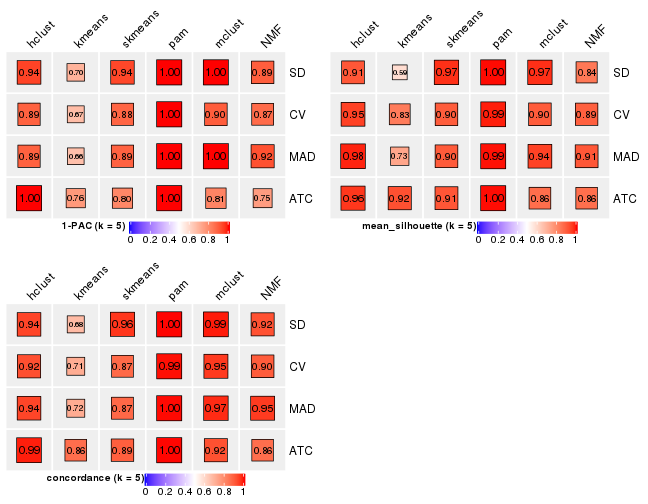 hclust kmeans skmeans pam mclust NMF
0.94 0.70 0.94 1.00 1.00 0.89 SD
0.89 0.67 0.88 1.00 0.90 0.87 CV
0.89 0.66 0.89 1.00 1.00 0.92 MAD
1.00 0.76 0.80 1.00 0.81 0.75 ATC
1-PAC (k = 5) 0 0.2 0.4 0.6 0.8 1
hclust kmeans skmeans pam mclust NMF
0.91 0.59 0.97 1.00 0.97 0.84 SD
0.95 0.83 0.90 0.99 0.90 0.89 CV
0.98 0.73 0.90 0.99 0.94 0.91 MAD
0.96 0.92 0.91 1.00 0.86 0.86 ATC
mean_silhouette (k = 5) 0 0.2 0.4 0.6 0.8 1
hclust kmeans skmeans pam mclust NMF
0.94 0.68 0.96 1.00 0.99 0.92 SD
0.92 0.71 0.87 0.99 0.95 0.90 CV
0.94 0.72 0.87 1.00 0.97 0.95 MAD
0.99 0.86 0.89 1.00 0.92 0.86 ATC
concordance (k = 5) 0 0.2 0.4 0.6 0.8 1